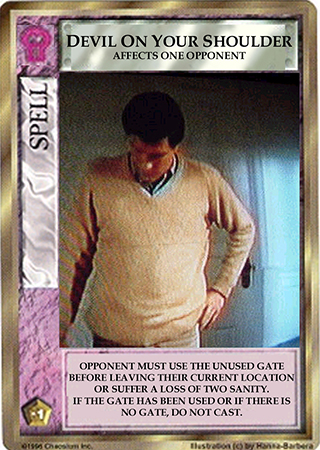 DEVIL ON YOUR SHOULDER
AFFECTS ONE OPPONENT
SPELL
OPPONENT MUST USE THE UNUSED GATE
BEFORE LEAVING THEIR CURRENT LOCATION
OR SUFFER A LOSS OF TWO SANITY.
IF THE GATE HAS BEEN USED OR IF THERE IS
NO GATE, DO NOT CAST.
-1
©1996 Chaosium Inc.
Illustration (c) by Hanna-Barbera